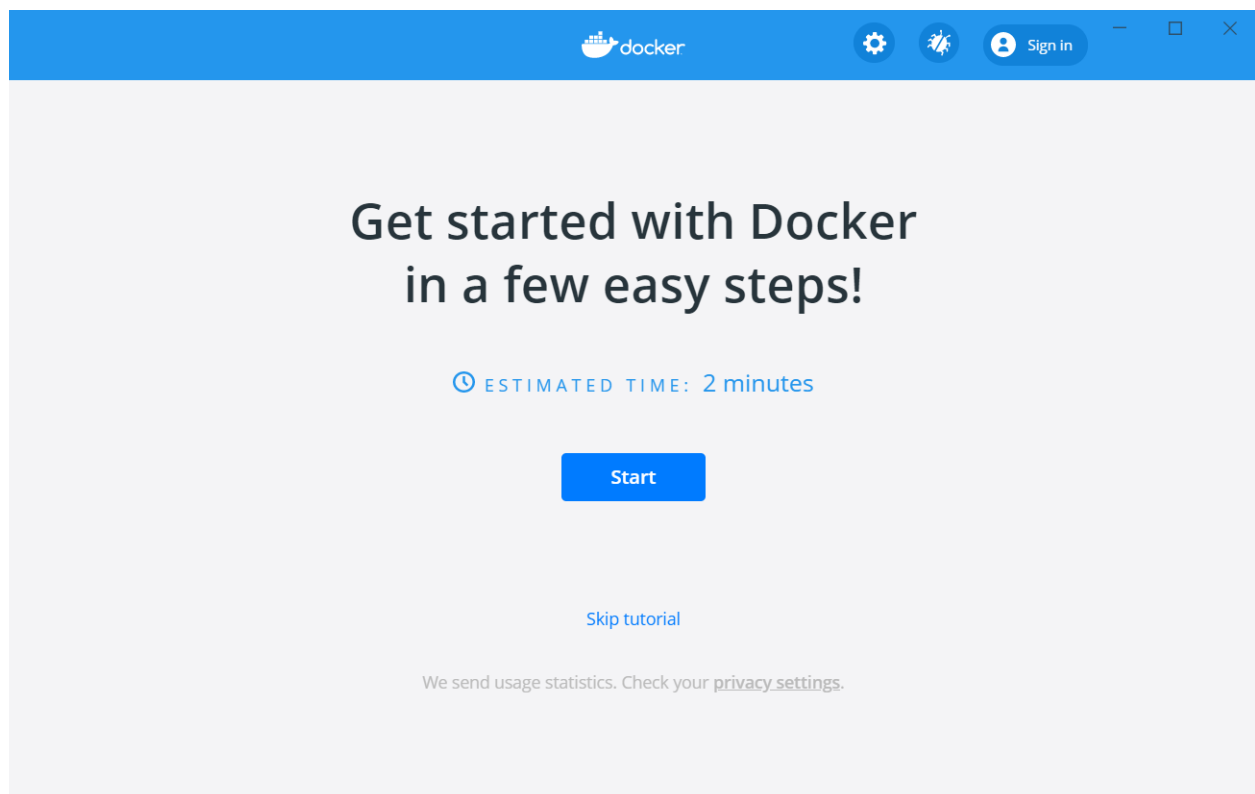 docker
Sign in
Get started with Docker
in a few easy steps!
ESTIMATED TIME: 2 minutes
Start
Skip tutorial
We send usage statistics. Check your privacy settings.